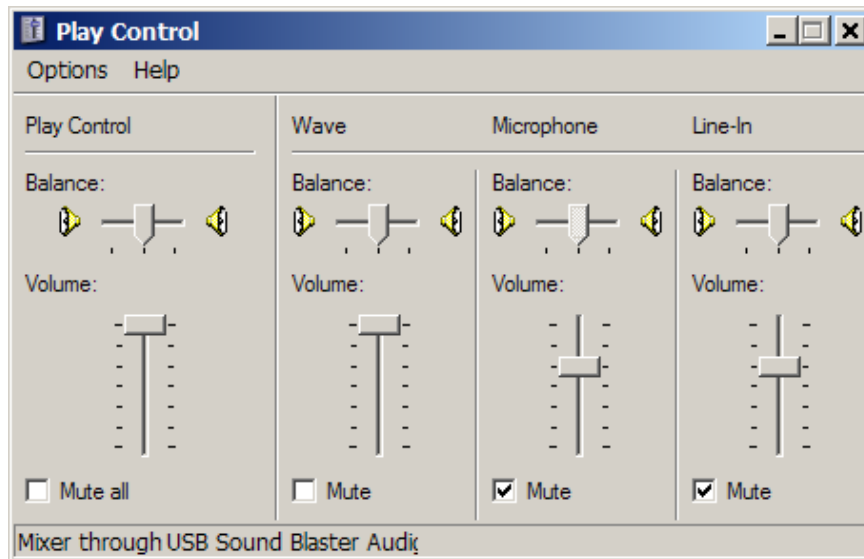 Play Control
Options Help
Play Control Wave Microphone Line-In
Balance: Balance: Balance: Balance:
Volume: Volume: Volume: Volume:
Mute all Mute Mute Mute
Mixer through USB Sound Blaster